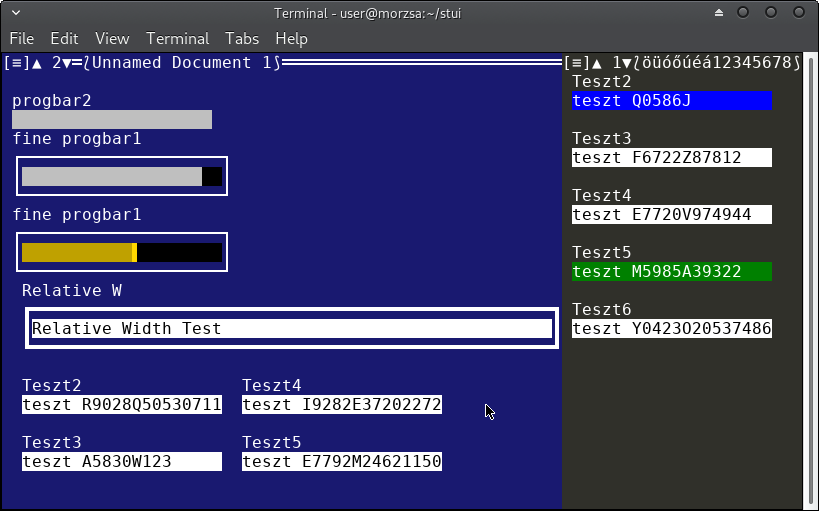 Terminal - user@morzsa:~/stui
File Edit View Terminal Tabs Help
[≡]▲ 2▼═⟅Unnamed Document 1⟆
progbar2
fine progbar1
fine progbar1
Relative W
Relative Width Test
Teszt2 Teszt4
teszt R9028Q50530711 teszt I9282E37202272
Teszt3 Teszt5
teszt A5830W123 teszt E7792M24621150
[≡]▲ 1▼⟅öüóőúéá12345678⟆
Teszt2
teszt Q0586J
Teszt3
teszt F6722Z87812
Teszt4
teszt E7720V974944
Teszt5
teszt M5985A39322
Teszt6
teszt Y0423O20537486